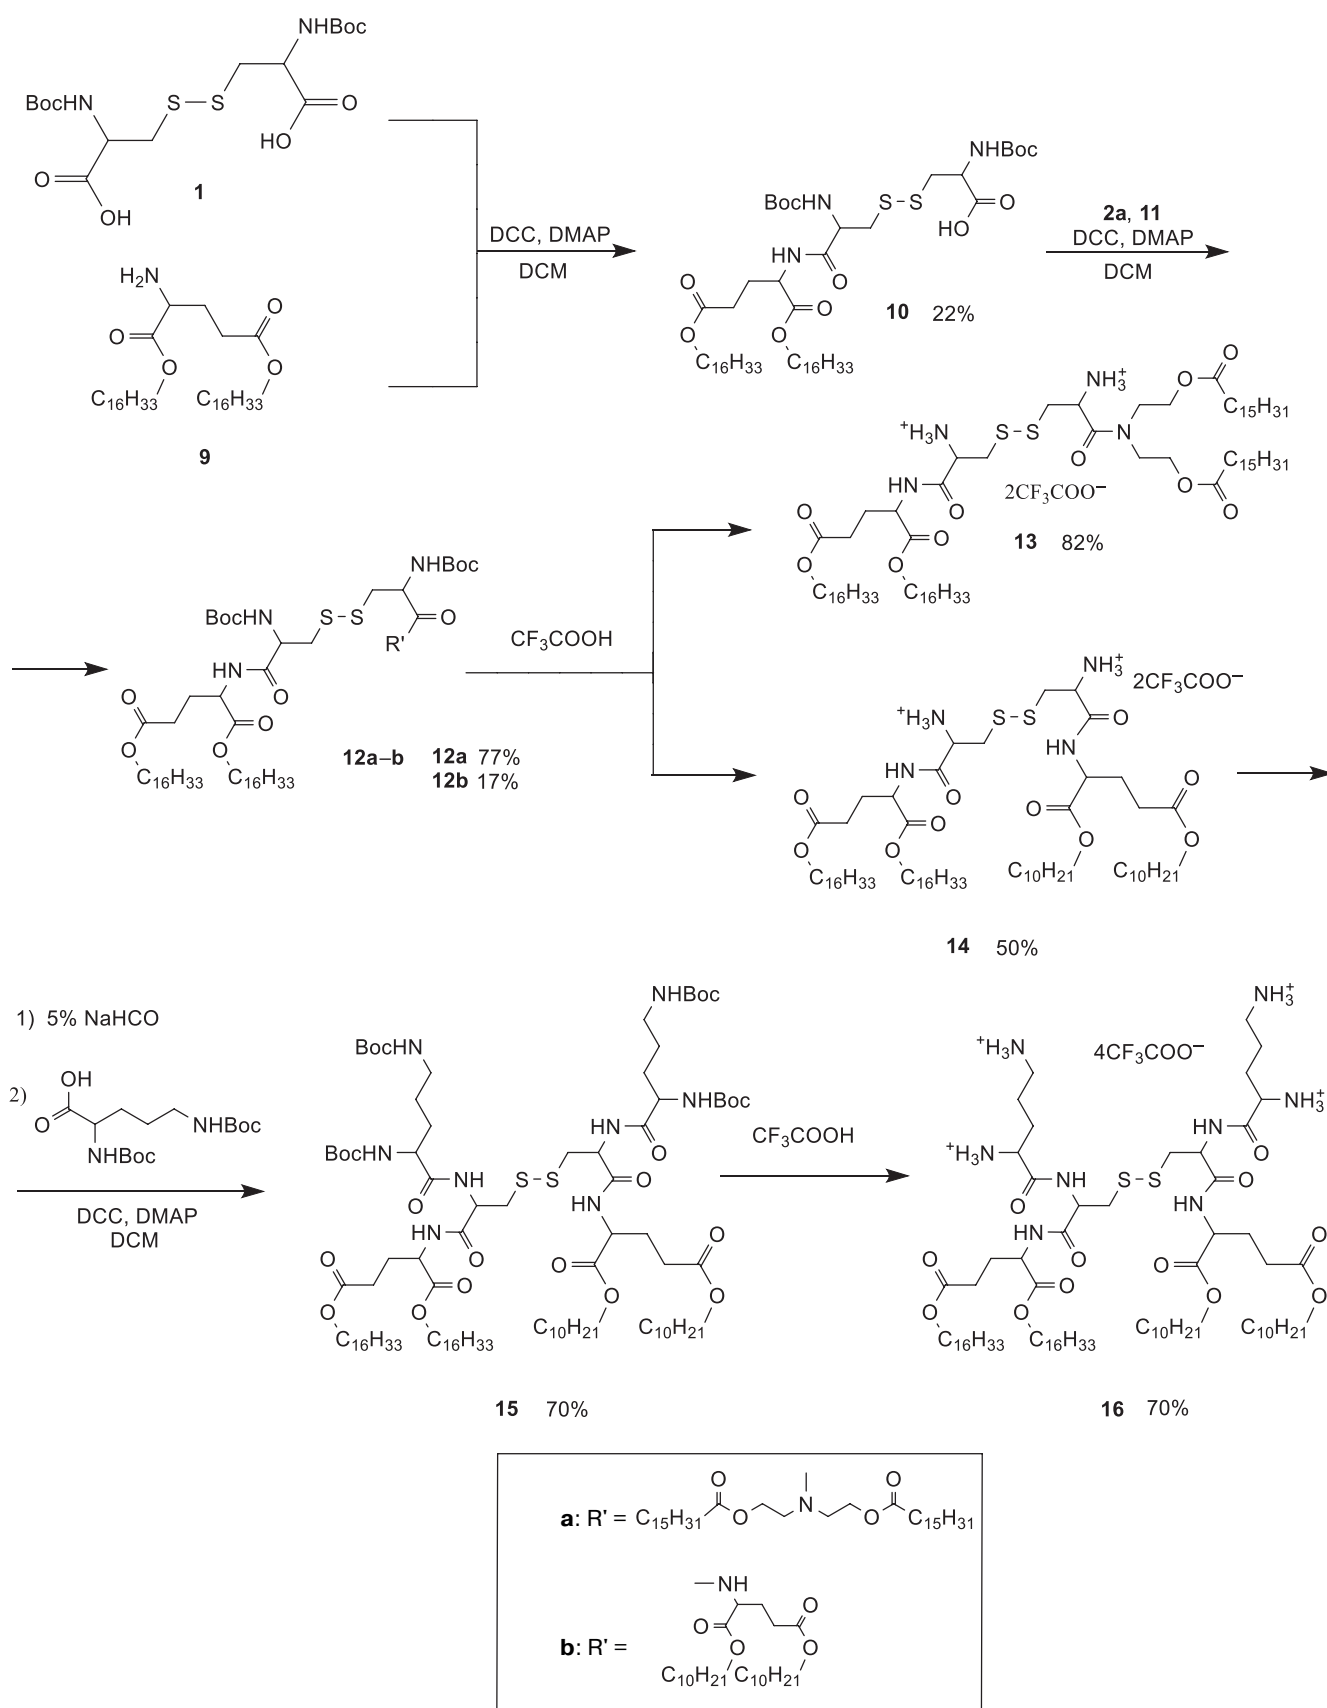 NHBoc
BocHN
S
S
O
HO
O
OH
1
H2N
O
O
O
O
C16H33
C16H33
9
DCC, DMAP
DCM
NHBoc
BocHN
S
S
O
HO
HN
O
O
O
O
O
C16H33
C16H33
10 22%
2a, 11
DCC, DMAP
DCM
NH3+
O
O
C15H31
+H3N
S
S
N
O
C15H31
HN
O
2CF3COO−
O
O
O
O
O
O
C16H33
C16H33
13 82%
NHBoc
BocHN
S
S
O
R'
HN
O
O
O
O
O
C16H33
C16H33
12a–b 12a 77%
12b 17%
CF3COOH
NH3+
2CF3COO−
+H3N
S
S
O
HN
HN
O
O
O
O
O
O
O
O
O
C16H33
C16H33
C10H21
C10H21
14 50%
1) 5% NaHCO
2)
OH
O
NHBoc
NHBoc
DCC, DMAP
DCM
NHBoc
BocHN
NHBoc
HN
O
BocHN
O
NH
S
S
O
HN
HN
O
O
O
O
O
O
O
O
O
C16H33
C16H33
C10H21
C10H21
15 70%
CF3COOH
NH3+
+H3N
4CF3COO−
NH3+
HN
O
+H3N
O
NH
S
S
O
HN
HN
O
O
O
O
O
O
O
O
O
C16H33
C16H33
C10H21
C10H21
16 70%
a: R' = C15H31
O
O
N
O
O
C15H31
b: R' =
NH
O
O
O
O
C10H21
C10H21